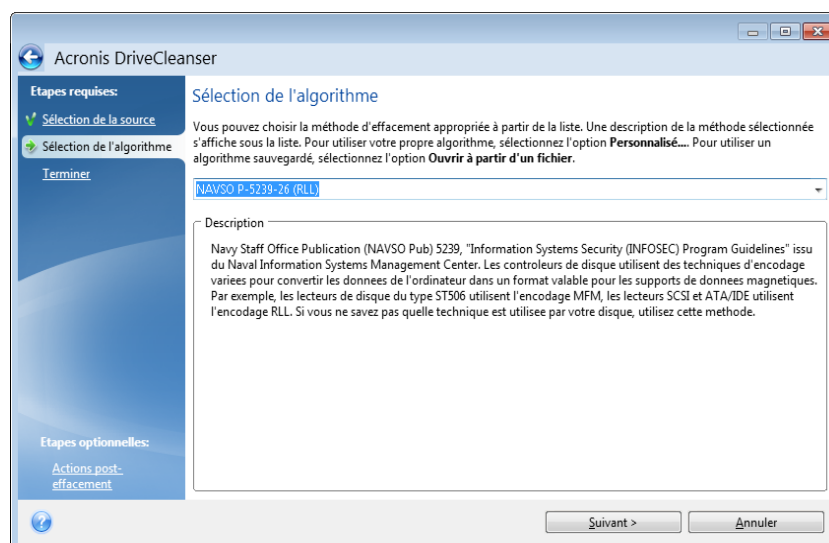 Acronis DriveCleanser
Etapes requises:
Sélection de la source
Sélection de l'algorithme
Terminer
Etapes optionnelles:
Actions post-
effacement
Sélection de l'algorithme
Vous pouvez choisir la méthode d'effacement appropriée à partir de la liste. Une description de la méthode sélectionnée
s'affiche sous la liste. Pour utiliser votre propre algorithme, sélectionnez l'option Personnalisé.... Pour utiliser un
algorithme sauvegardé, sélectionnez l'option Ouvrir à partir d'un fichier.
NAVSO P-5239-26 (RLL)
Description
Navy Staff Office Publication (NAVSO Pub) 5239, "Information Systems Security (INFOSEC) Program Guidelines" issu
du Naval Information Systems Management Center. Les controleurs de disque utilisent des techniques d'encodage
variees pour convertir les donnees de l'ordinateur dans un format valable pour les supports de donnees magnetiques.
Par exemple, les lecteurs de disque du type ST506 utilisent l'encodage MFM, les lecteurs SCSI et ATA/IDE utilisent
l'encodage RLL. Si vous ne savez pas quelle technique est utilisee par votre disque, utilisez cette methode.
Suivant >
Annuler